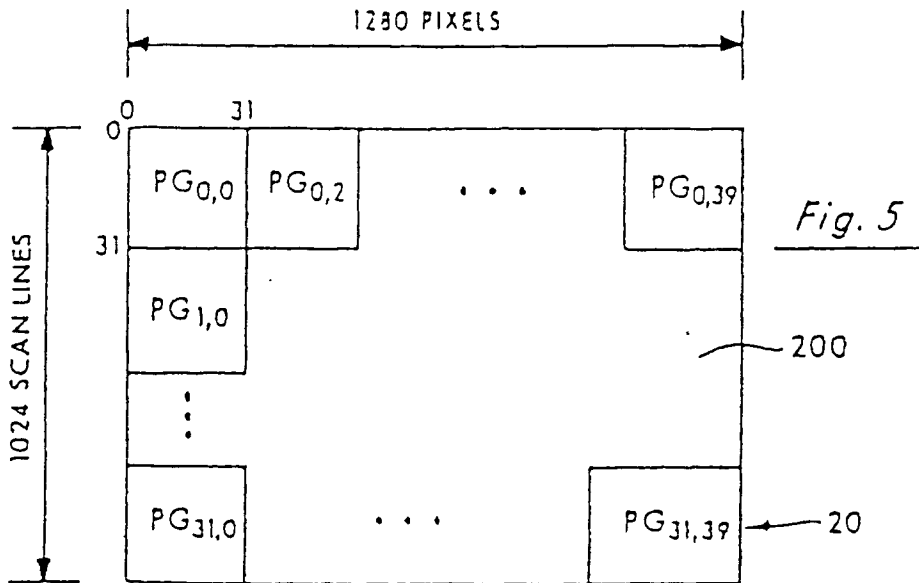 1280 PIXELS
0 31
0
PG0,0 PG0,2 • • • PG0,39
Fig. 5
31
1024 SCAN LINES
PG1,0
200
PG31,0 • • • PG31,39
20